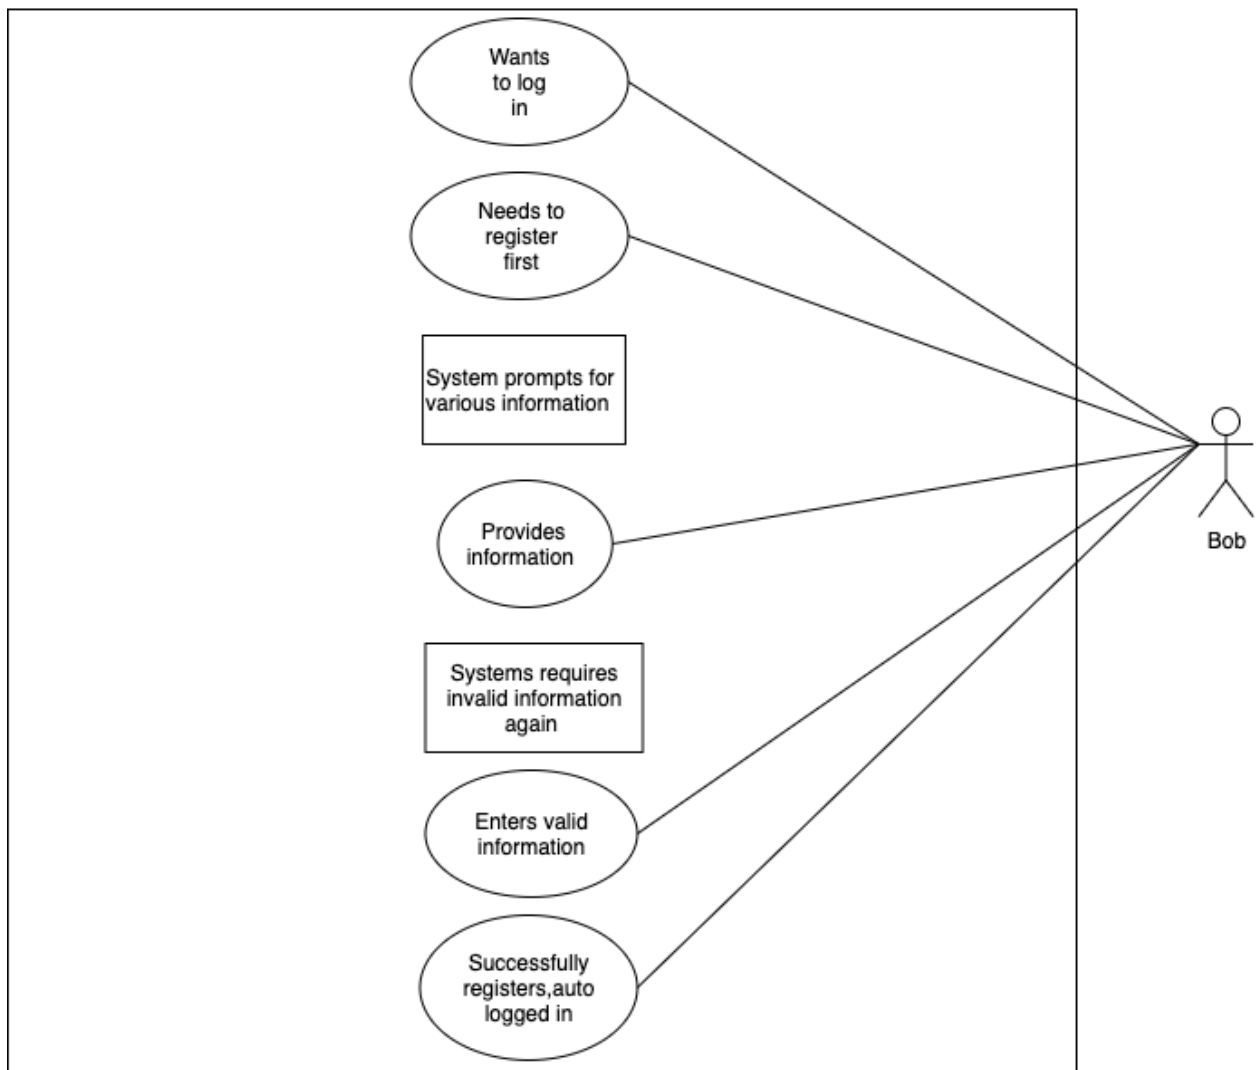 Wants
to log
in
Needs to
register
first
System prompts for
various information
Provides
information
Systems requires
invalid information
again
Enters valid
information
Successfully
registers,auto
logged in
Bob